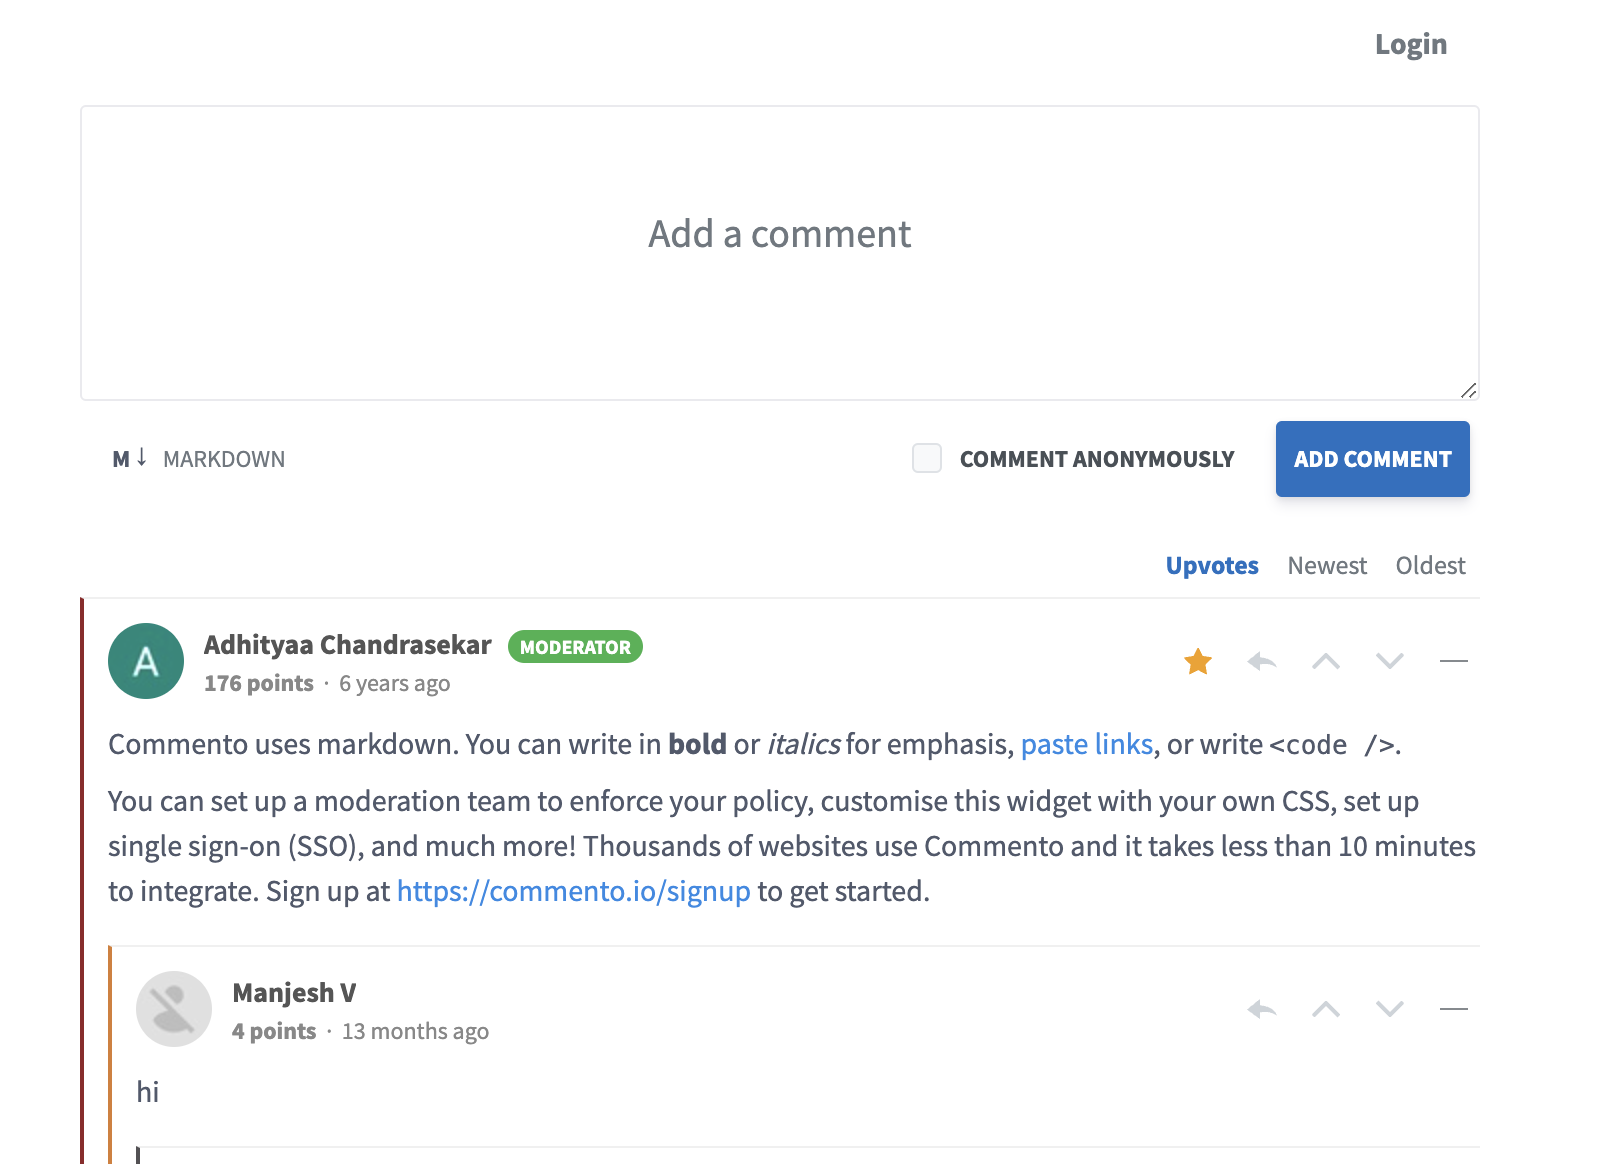 Login
Add a comment
M↓ MARKDOWN
COMMENT ANONYMOUSLY
ADD COMMENT
Upvotes Newest Oldest
A
Adhityaa Chandrasekar MODERATOR
176 points · 6 years ago
Commento uses markdown. You can write in bold or italics for emphasis, paste links, or write <code />.
You can set up a moderation team to enforce your policy, customise this widget with your own CSS, set up
single sign-on (SSO), and much more! Thousands of websites use Commento and it takes less than 10 minutes
to integrate. Sign up at https://commento.io/signup to get started.
Manjesh V
4 points · 13 months ago
hi